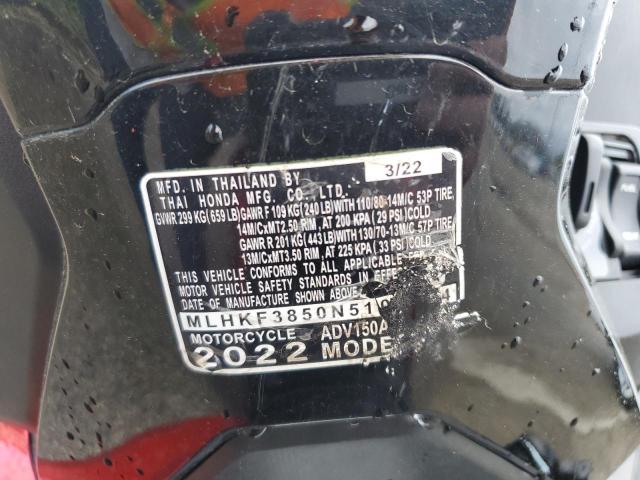 MFD. IN THAILAND BY 3/22
THAI HONDA MFG. CO., LTD.
GVWR 299 KG (659 LB) GAWR F 109 KG (240 LB) WITH 110/80-14M/C 53P TIRE,
14M/CxMT2.50 RIM, AT 200 KPA (29 PSI) COLD
GAWR R 201 KG (443 LB) WITH 130/70-13M/C 57P TIRE,
13M/CxMT3.50 RIM, AT 225 KPA (33 PSI) COLD
THIS VEHICLE CONFORMS TO ALL APPLICABLE
MOTOR VEHICLE SAFETY STANDARDS IN EFFECT
DATE OF MANUFACTURE SHOWN ABOVE.
MLHKF3850N51
MOTORCYCLE ADV150A
2022 MODE